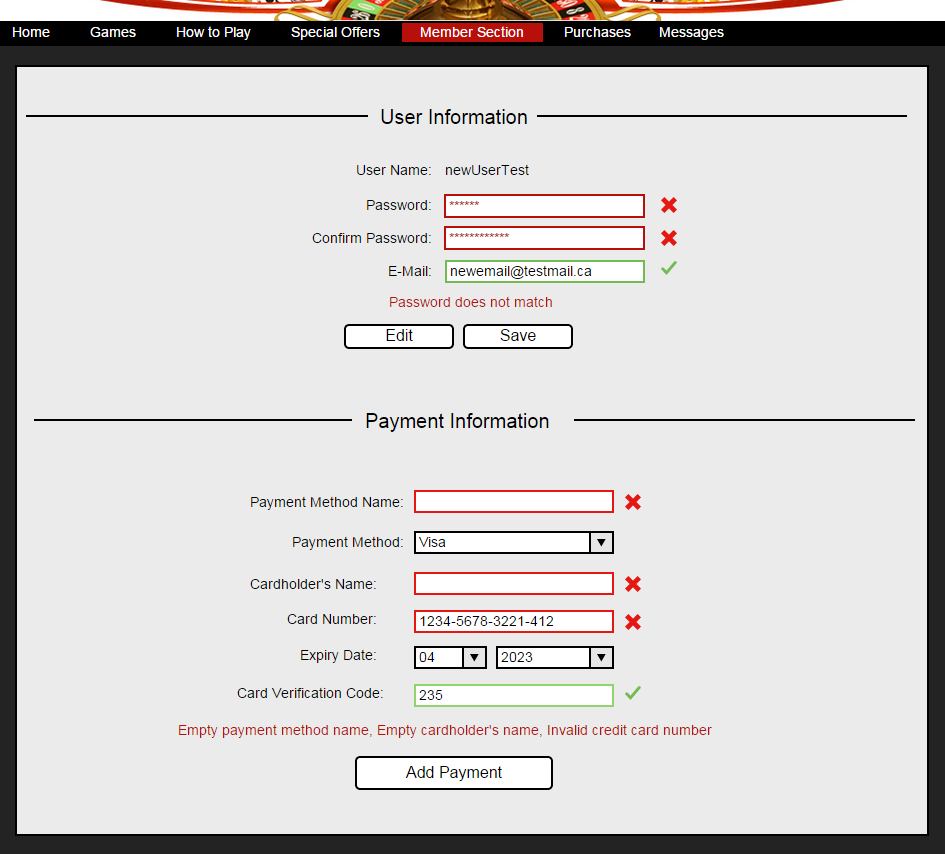 Home Games How to Play Special Offers Member Section Purchases Messages
User Information
User Name: newUserTest
Password: ******
Confirm Password: ************
E-Mail: newemail@testmail.ca
Password does not match
Edit Save
Payment Information
Payment Method Name:
Payment Method: Visa
Cardholder's Name:
Card Number: 1234-5678-3221-412
Expiry Date: 04 2023
Card Verification Code: 235
Empty payment method name, Empty cardholder's name, Invalid credit card number
Add Payment